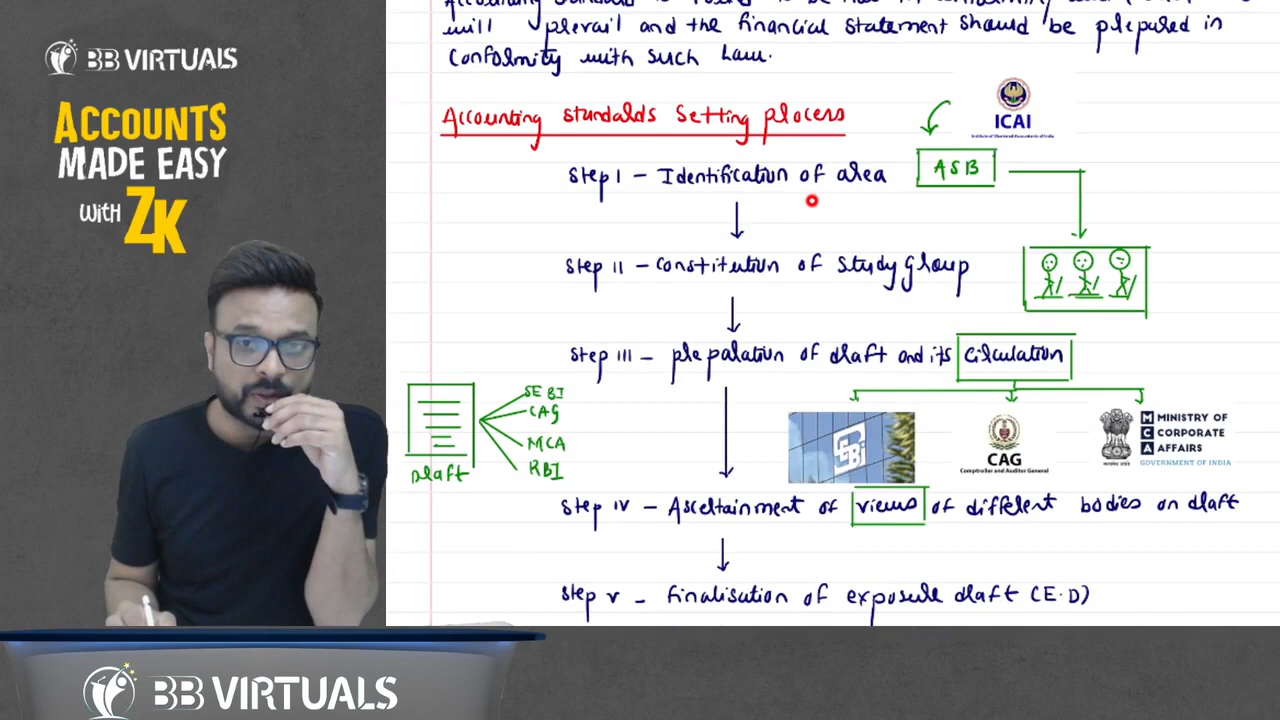 BB VIRTUALS
ACCOUNTS
MADE EASY
with ZK
will prevail and the financial statement should be prepared in
conformity with such Law.
Accounting standards Setting process
ICAI
Institute of Chartered Accountants of India
Step I - Identification of area
ASB
Step II - Constitution of Study group
Step III - preparation of draft and its Circulation
SEBI
CAG
MCA
RBI
Draft
SEBI
CAG
Comptroller and Auditor General
MCA
MINISTRY OF
CORPORATE
AFFAIRS
GOVERNMENT OF INDIA
Step IV - Ascertainment of views of different bodies on draft
Step V - finalisation of exposure draft (E.D)
BB VIRTUALS